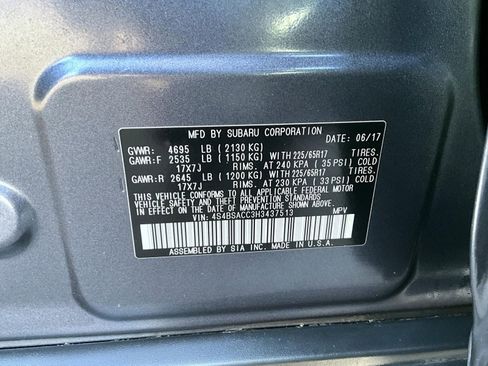 MFD BY SUBARU CORPORATION DATE: 06/17
GVWR: 4695 LB (2130 KG)
GAWR:F 2535 LB (1150 KG) WITH 225/65R17 TIRES.
17X7J RIMS. AT 240 KPA (35 PSI) COLD
GAWR:R 2645 LB (1200 KG) WITH 225/65R17 TIRES.
17X7J RIMS. AT 230 KPA (33 PSI) COLD
THIS VEHICLE CONFORMS TO ALL APPLICABLE FEDERAL MOTOR
VEHICLE SAFETY, BUMPER, AND THEFT PREVENTION STANDARDS
IN EFFECT ON THE DATE OF MANUFACTURE SHOWN ABOVE.
VIN: 4S4BSACC3H3437513 MPV
ASSEMBLED BY SIA INC. MADE IN U.S.A.